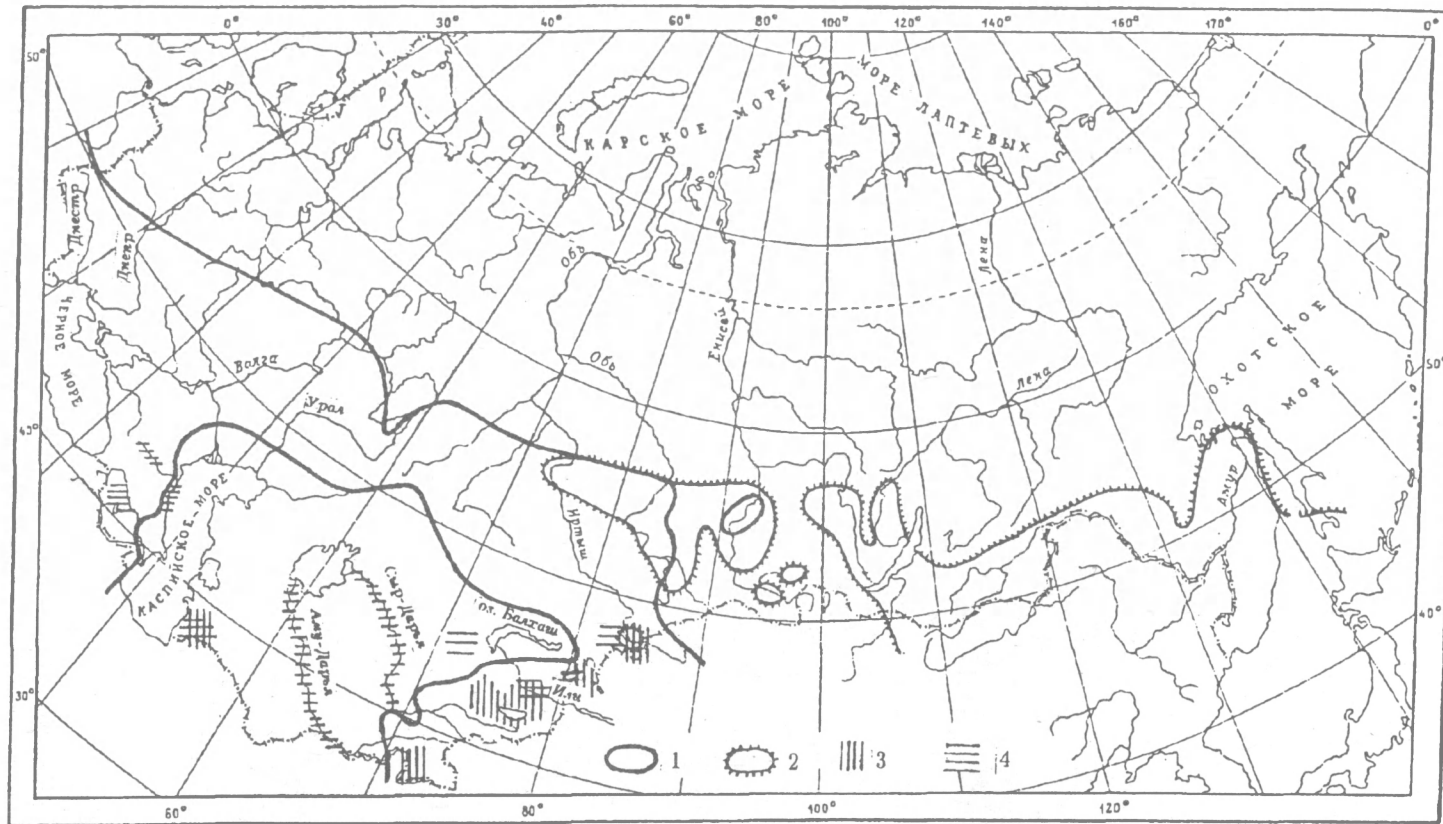 0° 30° 40° 60° 80° 100° 120° 140° 170° 0°
50°
КАРСКОЕ МОРЕ
МОРЕ ЛАПТЕВЫХ
Днестр
Днепр
Обь
Лена
Енисей
ЧЕРНОЕ МОРЕ
Волга
Обь
Лена
ОХОТСКОЕ МОРЕ
50°
Урал
40°
Иртыш
Амур
КАСПИЙСКОЕ МОРЕ
Сыр-Дарья
Аму-Дарья
оз. Балхаш
40°
30°
Или
1 2 3 4
60° 80° 100° 120°